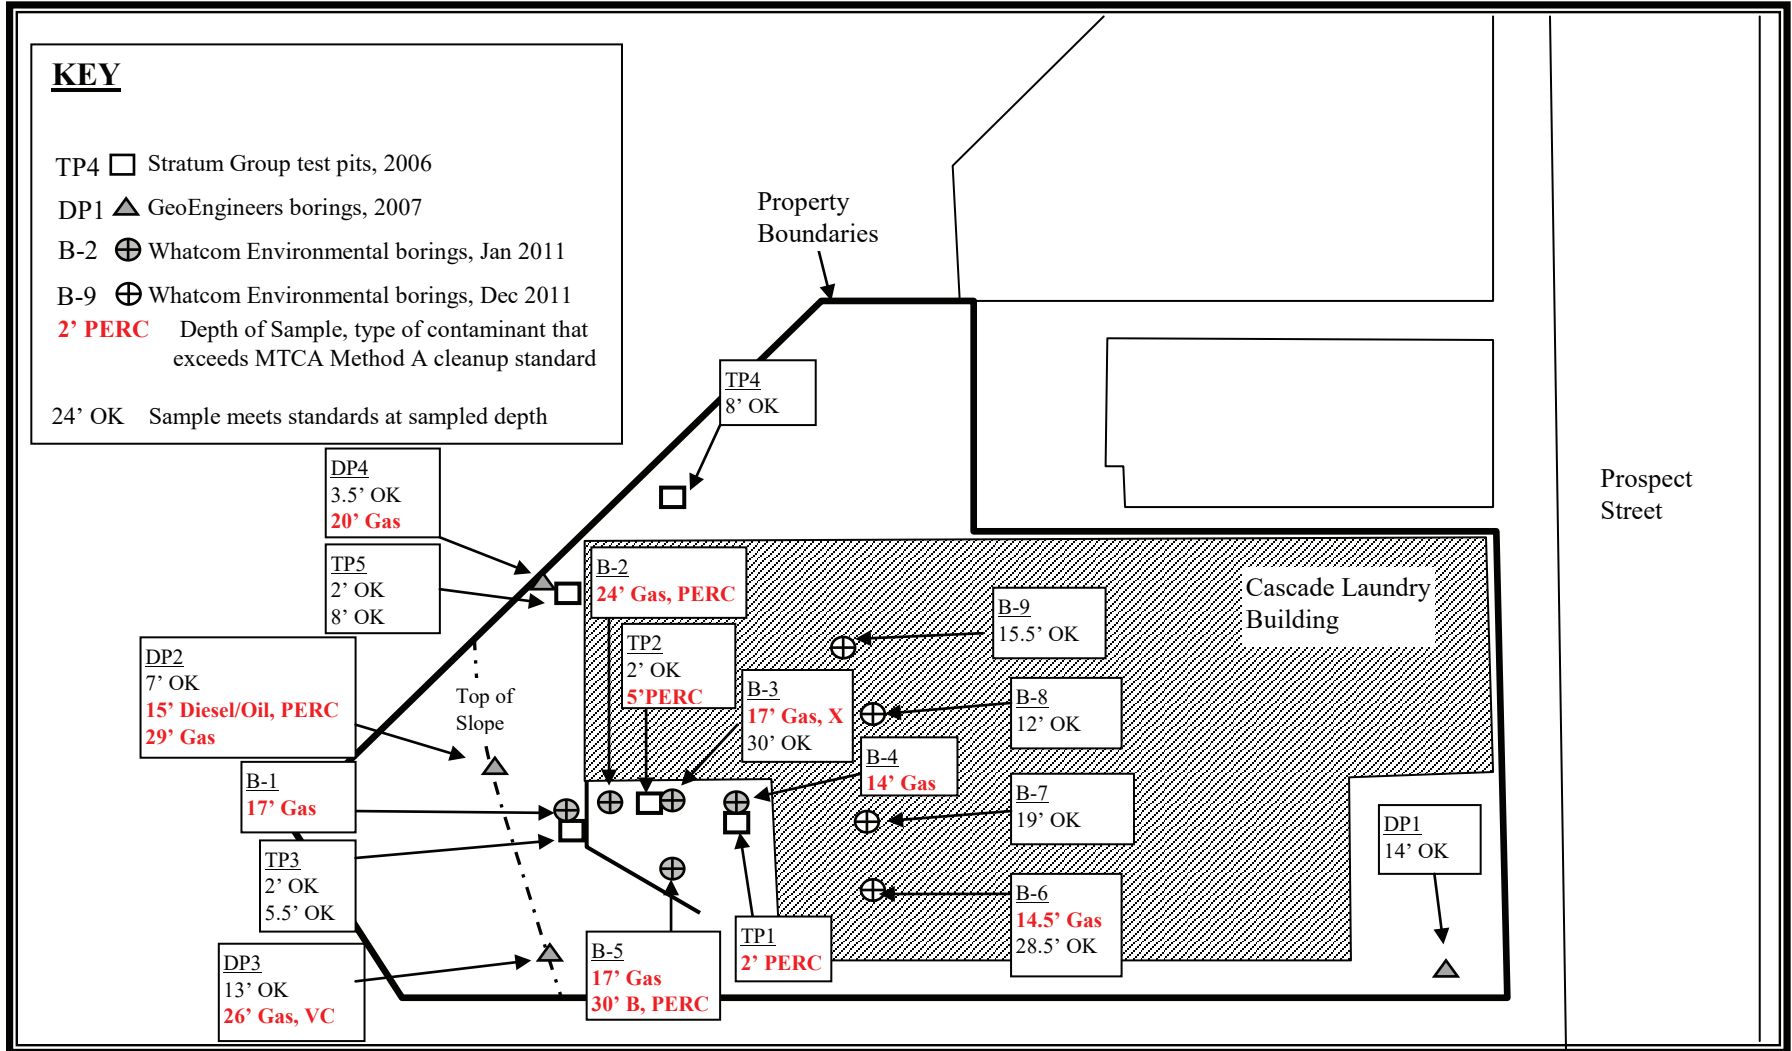 KEY
TP4 Stratum Group test pits, 2006
DP1 GeoEngineers borings, 2007
B-2 Whatcom Environmental borings, Jan 2011
B-9 Whatcom Environmental borings, Dec 2011
2’ PERC Depth of Sample, type of contaminant that
exceeds MTCA Method A cleanup standard
24’ OK Sample meets standards at sampled depth
Property
Boundaries
TP4
8’ OK
Prospect
Street
DP4
3.5’ OK
20’ Gas
TP5
2’ OK
8’ OK
B-2
24’ Gas, PERC
TP2
2’ OK
5’PERC
B-3
17’ Gas, X
30’ OK
B-4
14’ Gas
B-9
15.5’ OK
Cascade Laundry
Building
B-8
12’ OK
B-7
19’ OK
B-6
14.5’ Gas
28.5’ OK
DP1
14’ OK
DP2
7’ OK
15’ Diesel/Oil, PERC
29’ Gas
Top of
Slope
B-1
17’ Gas
TP3
2’ OK
5.5’ OK
DP3
13’ OK
26’ Gas, VC
B-5
17’ Gas
30’ B, PERC
TP1
2’ PERC